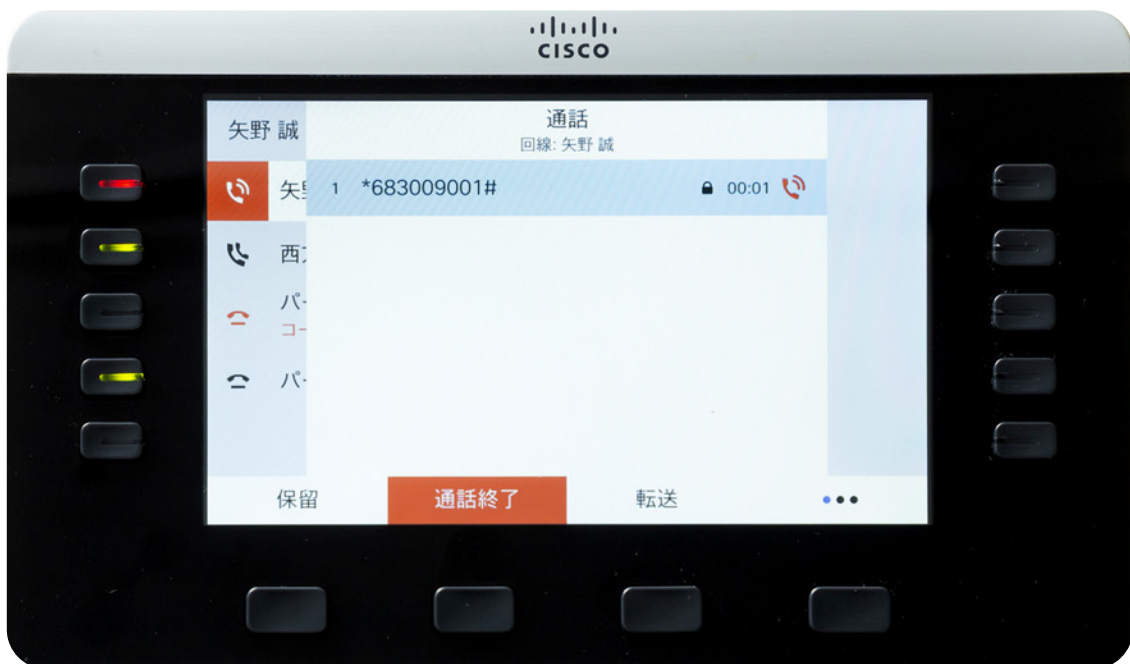 CISCO
矢野 誠
通話
回線: 矢野 誠
1 *683009001# 00:01
保留 通話終了 転送